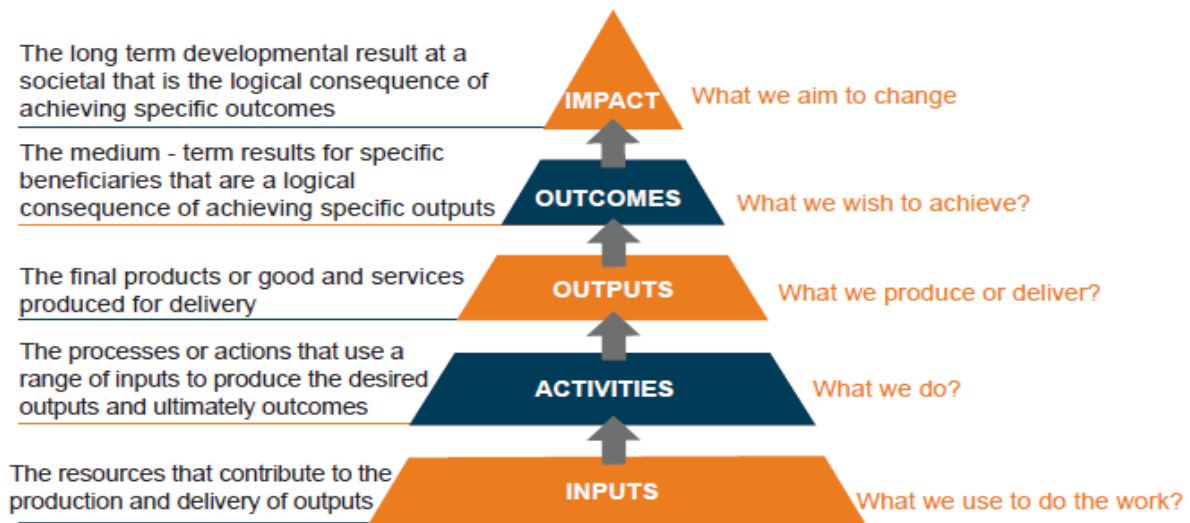 The long term developmental result at a
societal that is the logical consequence of
achieving specific outcomes
IMPACT
What we aim to change
The medium - term results for specific
beneficiaries that are a logical
consequence of achieving specific outputs
OUTCOMES
What we wish to achieve?
The final products or good and services
produced for delivery
OUTPUTS
What we produce or deliver?
The processes or actions that use a
range of inputs to produce the desired
outputs and ultimately outcomes
ACTIVITIES
What we do?
The resources that contribute to the
production and delivery of outputs
INPUTS
What we use to do the work?